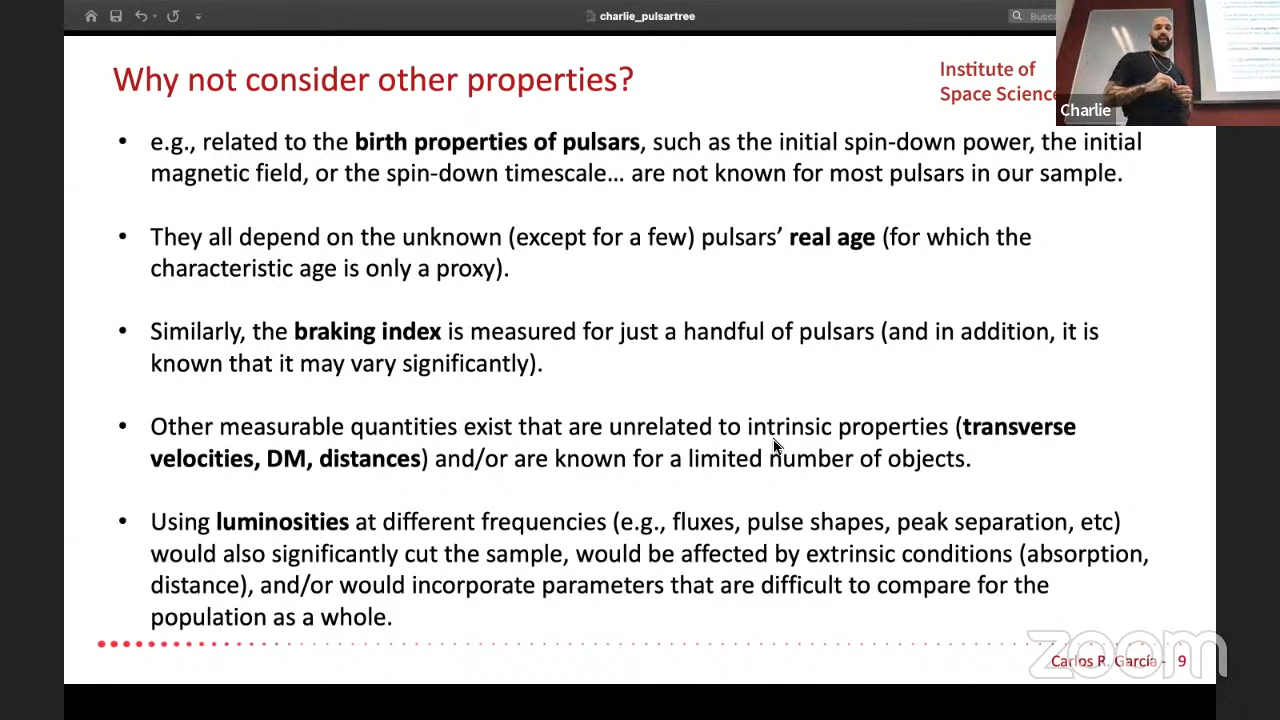 charlie_pulsartree
Busca
Why not consider other properties?
Institute of
Space Science
Charlie
• e.g., related to the birth properties of pulsars, such as the initial spin-down power, the initial
magnetic field, or the spin-down timescale… are not known for most pulsars in our sample.
• They all depend on the unknown (except for a few) pulsars’ real age (for which the
characteristic age is only a proxy).
• Similarly, the braking index is measured for just a handful of pulsars (and in addition, it is
known that it may vary significantly).
• Other measurable quantities exist that are unrelated to intrinsic properties (transverse
velocities, DM, distances) and/or are known for a limited number of objects.
• Using luminosities at different frequencies (e.g., fluxes, pulse shapes, peak separation, etc)
would also significantly cut the sample, would be affected by extrinsic conditions (absorption,
distance), and/or would incorporate parameters that are difficult to compare for the
population as a whole.
zoom
Carlos R. García - 9